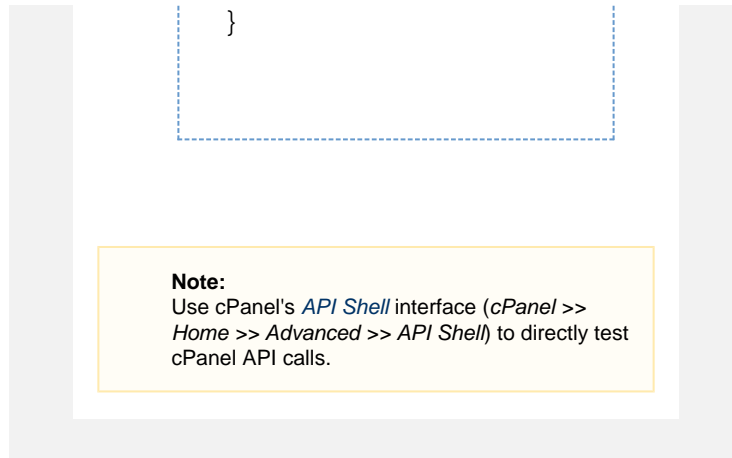 }
Note:
Use cPanel's API Shell interface (cPanel >>
Home >> Advanced >> API Shell) to directly test
cPanel API calls.